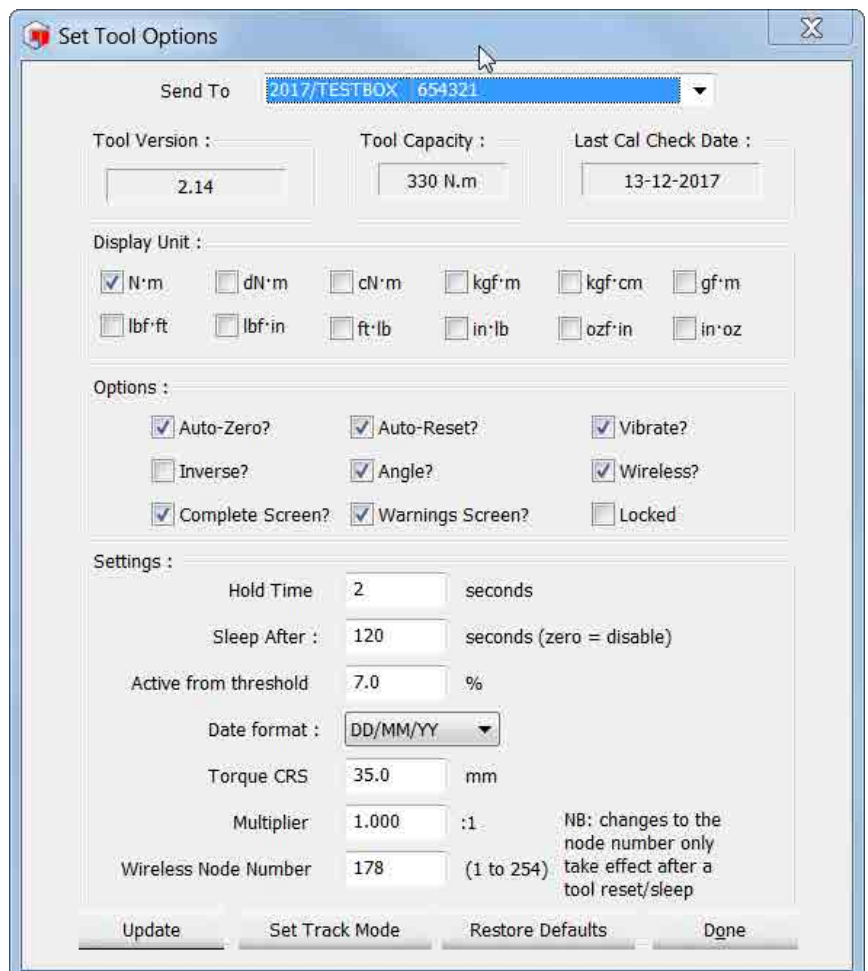 Set Tool Options
Send To 2017/TESTBOX 654321
Tool Version : Tool Capacity : Last Cal Check Date :
2.14 330 N.m 13-12-2017
Display Unit :
N·m dN·m cN·m kgf·m kgf·cm gf·m
lbf·ft lbf·in ft·lb in·lb ozf·in in·oz
Options :
Auto-Zero? Auto-Reset? Vibrate?
Inverse? Angle? Wireless?
Complete Screen? Warnings Screen? Locked
Settings :
Hold Time 2 seconds
Sleep After : 120 seconds (zero = disable)
Active from threshold 7.0 %
Date format : DD/MM/YY
Torque CRS 35.0 mm
Multiplier 1.000 :1
Wireless Node Number 178 (1 to 254)
NB: changes to the
node number only
take effect after a
tool reset/sleep
Update Set Track Mode Restore Defaults Done